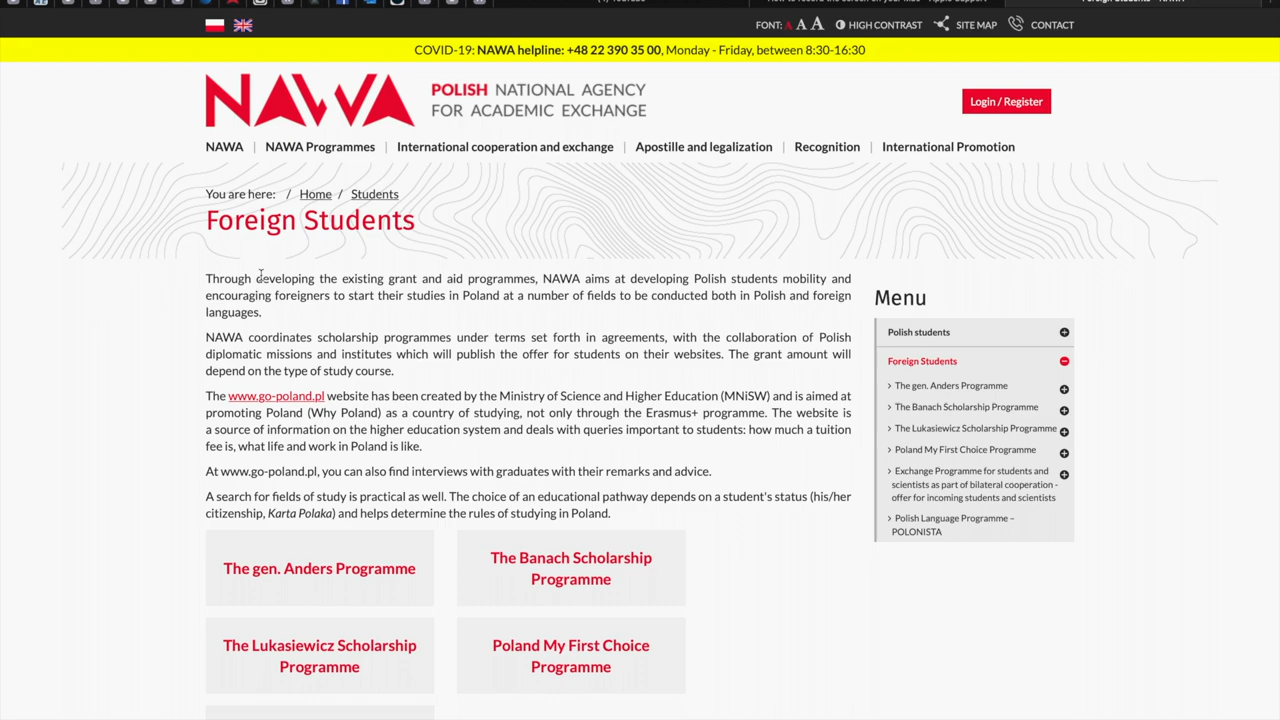 FONT: A A A HIGH CONTRAST SITE MAP CONTACT
COVID-19: NAWA helpline: +48 22 390 35 00, Monday - Friday, between 8:30-16:30
NAWA
POLISH NATIONAL AGENCY
FOR ACADEMIC EXCHANGE
Login / Register
NAWA | NAWA Programmes | International cooperation and exchange | Apostille and legalization | Recognition | International Promotion
You are here: / Home / Students
Foreign Students
Through developing the existing grant and aid programmes, NAWA aims at developing Polish students mobility and
encouraging foreigners to start their studies in Poland at a number of fields to be conducted both in Polish and foreign
languages.
NAWA coordinates scholarship programmes under terms set forth in agreements, with the collaboration of Polish
diplomatic missions and institutes which will publish the offer for students on their websites. The grant amount will
depend on the type of study course.
The www.go-poland.pl website has been created by the Ministry of Science and Higher Education (MNiSW) and is aimed at
promoting Poland (Why Poland) as a country of studying, not only through the Erasmus+ programme. The website is
a source of information on the higher education system and deals with queries important to students: how much a tuition
fee is, what life and work in Poland is like.
At www.go-poland.pl, you can also find interviews with graduates with their remarks and advice.
A search for fields of study is practical as well. The choice of an educational pathway depends on a student's status (his/her
citizenship, Karta Polaka) and helps determine the rules of studying in Poland.
The gen. Anders Programme
The Banach Scholarship
Programme
The Lukasiewicz Scholarship
Programme
Poland My First Choice
Programme
Menu
Polish students
Foreign Students
The gen. Anders Programme
The Banach Scholarship Programme
The Lukasiewicz Scholarship Programme
Poland My First Choice Programme
Exchange Programme for students and
scientists as part of bilateral cooperation -
offer for incoming students and scientists
Polish Language Programme –
POLONISTA